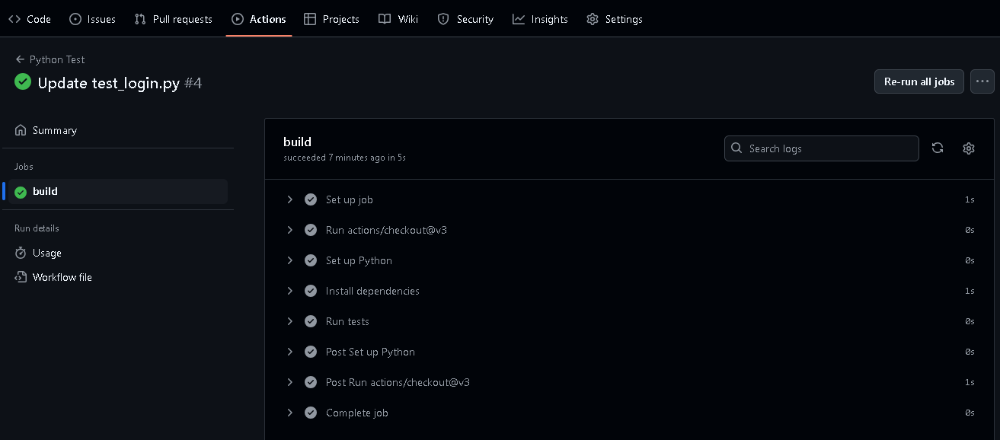 Code Issues Pull requests Actions Projects Wiki Security Insights Settings
Python Test
Update test_login.py #4
Re-run all jobs
Summary
Jobs
build
Run details
Usage
Workflow file
build
succeeded 7 minutes ago in 5s
Search logs
Set up job 1s
Run actions/checkout@v3 0s
Set up Python 0s
Install dependencies 1s
Run tests 0s
Post Set up Python 0s
Post Run actions/checkout@v3 1s
Complete job 0s